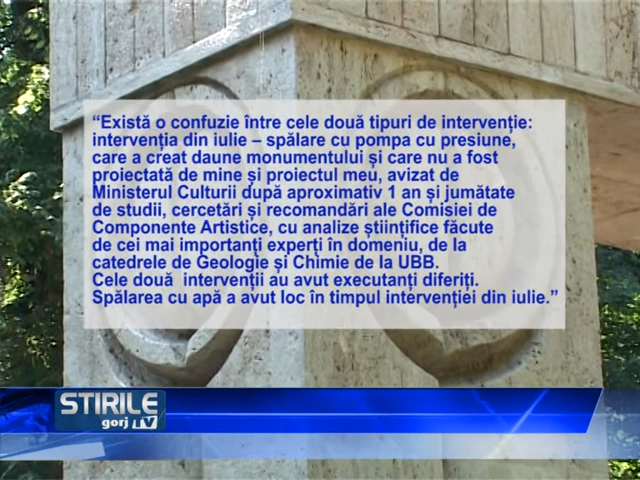 “Există o confuzie între cele două tipuri de intervenție:
intervenția din iulie – spălare cu pompa cu presiune,
care a creat daune monumentului și care nu a fost
proiectată de mine și proiectul meu, avizat de
Ministerul Culturii după aproximativ 1 an și jumătate
de studii, cercetări și recomandări ale Comisiei de
Componente Artistice, cu analize științifice făcute
de cei mai importanţi experți în domeniu, de la
catedrele de Geologie și Chimie de la UBB.
Cele două intervenții au avut executanți diferiți.
Spălarea cu apă a avut loc în timpul intervenției din iulie.”
STIRILE
gorj TV